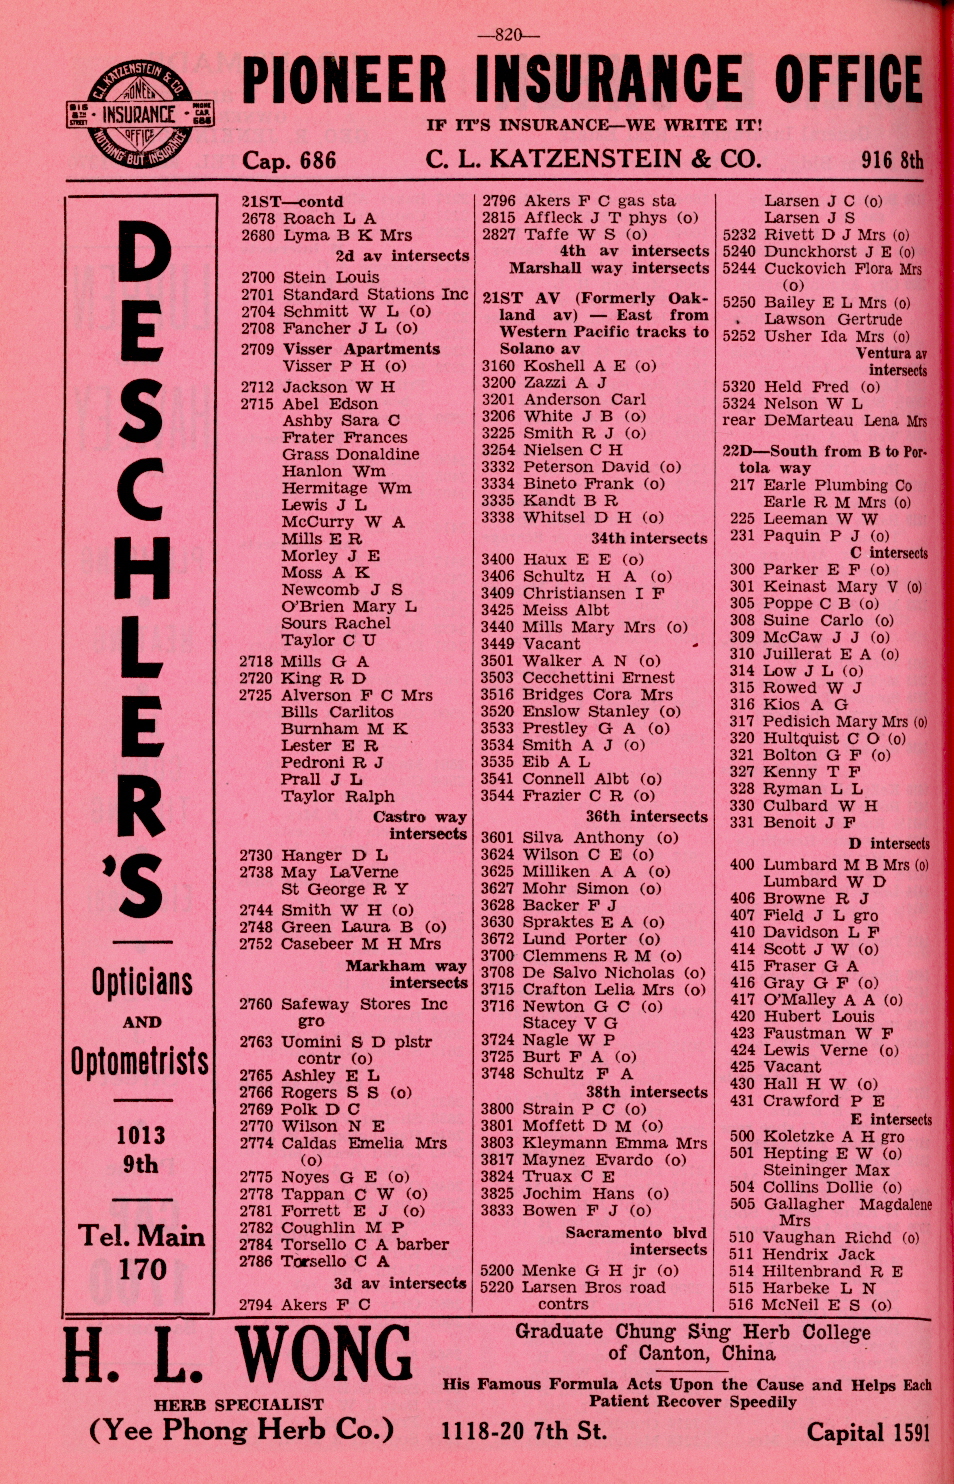 —820—
C. L. KATZENSTEIN & CO.
PIONEER
916 8TH STREET
INSURANCE
PHONE CAP. 686
OFFICE
NOTHING BUT INSURANCE
PIONEER INSURANCE OFFICE
IF IT'S INSURANCE—WE WRITE IT!
Cap. 686 C. L. KATZENSTEIN & CO. 916 8th
DESCHLER'S
Opticians
AND
Optometrists
1013
9th
Tel. Main
170
21ST—contd
2678 Roach L A
2680 Lyma B K Mrs
2d av intersects
2700 Stein Louis
2701 Standard Stations Inc
2704 Schmitt W L (o)
2708 Fancher J L (o)
2709 Visser Apartments
Visser P H (o)
2712 Jackson W H
2715 Abel Edson
Ashby Sara C
Frater Frances
Grass Donaldine
Hanlon Wm
Hermitage Wm
Lewis J L
McCurry W A
Mills E R
Morley J E
Moss A K
Newcomb J S
O'Brien Mary L
Sours Rachel
Taylor C U
2718 Mills G A
2720 King R D
2725 Alverson F C Mrs
Bills Carlitos
Burnham M K
Lester E R
Pedroni R J
Prall J L
Taylor Ralph
Castro way
intersects
2730 Hanger D L
2738 May LaVerne
St George R Y
2744 Smith W H (o)
2748 Green Laura B (o)
2752 Casebeer M H Mrs
Markham way
intersects
2760 Safeway Stores Inc
gro
2763 Uomini S D plstr
contr (o)
2765 Ashley E L
2766 Rogers S S (o)
2769 Polk D C
2770 Wilson N E
2774 Caldas Emelia Mrs
(o)
2775 Noyes G E (o)
2778 Tappan C W (o)
2781 Forrett E J (o)
2782 Coughlin M P
2784 Torsello C A barber
2786 Torsello C A
3d av intersects
2794 Akers F C
2796 Akers F C gas sta
2815 Affleck J T phys (o)
2827 Taffe W S (o)
4th av intersects
Marshall way intersects
21ST AV (Formerly Oak-
land av) — East from
Western Pacific tracks to
Solano av
3160 Koshell A E (o)
3200 Zazzi A J
3201 Anderson Carl
3206 White J B (o)
3225 Smith R J (o)
3254 Nielsen C H
3332 Peterson David (o)
3334 Bineto Frank (o)
3335 Kandt B R
3338 Whitsel D H (o)
34th intersects
3400 Haux E E (o)
3406 Schultz H A (o)
3409 Christiansen I F
3425 Meiss Albt
3440 Mills Mary Mrs (o)
3449 Vacant
3501 Walker A N (o)
3503 Cecchettini Ernest
3516 Bridges Cora Mrs
3520 Enslow Stanley (o)
3533 Prestley G A (o)
3534 Smith A J (o)
3535 Eib A L
3541 Connell Albt (o)
3544 Frazier C R (o)
36th intersects
3601 Silva Anthony (o)
3624 Wilson C E (o)
3625 Milliken A A (o)
3627 Mohr Simon (o)
3628 Backer F J
3630 Spraktes E A (o)
3672 Lund Porter (o)
3700 Clemmens R M (o)
3708 De Salvo Nicholas (o)
3715 Crafton Lelia Mrs (o)
3716 Newton G C (o)
Stacey V G
3724 Nagle W P
3725 Burt F A (o)
3748 Schultz F A
38th intersects
3800 Strain P C (o)
3801 Moffett D M (o)
3803 Kleymann Emma Mrs
3817 Maynez Evardo (o)
3824 Truax C E
3825 Jochim Hans (o)
3833 Bowen F J (o)
Sacramento blvd
intersects
5200 Menke G H jr (o)
5220 Larsen Bros road
contrs
Larsen J C (o)
Larsen J S
5232 Rivett D J Mrs (o)
5240 Dunckhorst J E (o)
5244 Cuckovich Flora Mrs
(o)
5250 Bailey E L Mrs (o)
Lawson Gertrude
5252 Usher Ida Mrs (o)
Ventura av
intersects
5320 Held Fred (o)
5324 Nelson W L
rear DeMarteau Lena Mrs
22D—South from B to Por-
tola way
217 Earle Plumbing Co
Earle R M Mrs (o)
225 Leeman W W
231 Paquin P J (o)
C intersects
300 Parker E F (o)
301 Keinast Mary V (o)
305 Poppe C B (o)
308 Suine Carlo (o)
309 McCaw J J (o)
310 Juillerat E A (o)
314 Low J L (o)
315 Rowed W J
316 Kios A G
317 Pedisich Mary Mrs (o)
320 Hultquist C O (o)
321 Bolton G F (o)
327 Kenny T F
328 Ryman L L
330 Culbard W H
331 Benoit J F
D intersects
400 Lumbard M B Mrs (o)
Lumbard W D
406 Browne R J
407 Field J L gro
410 Davidson L F
414 Scott J W (o)
415 Fraser G A
416 Gray G F (o)
417 O'Malley A A (o)
420 Hubert Louis
423 Faustman W F
424 Lewis Verne (o)
425 Vacant
430 Hall H W (o)
431 Crawford P E
E intersects
500 Koletzke A H gro
501 Hepting E W (o)
Steininger Max
504 Collins Dollie (o)
505 Gallagher Magdalene
Mrs
510 Vaughan Richd (o)
511 Hendrix Jack
514 Hiltenbrand R E
515 Harbeke L N
516 McNeil E S (o)
H. L. WONG
HERB SPECIALIST
(Yee Phong Herb Co.)
Graduate Chung Sing Herb College
of Canton, China
His Famous Formula Acts Upon the Cause and Helps Each
Patient Recover Speedily
1118-20 7th St. Capital 1591